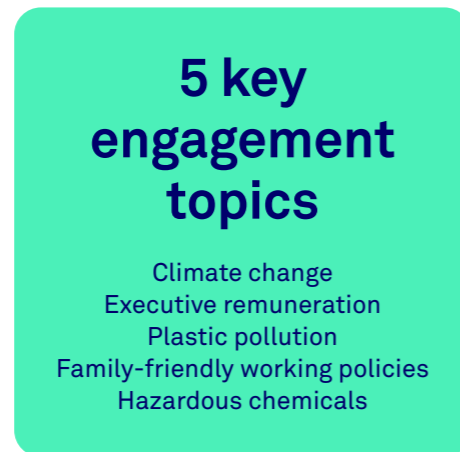 5 key
engagement
topics
Climate change
Executive remuneration
Plastic pollution
Family-friendly working policies
Hazardous chemicals